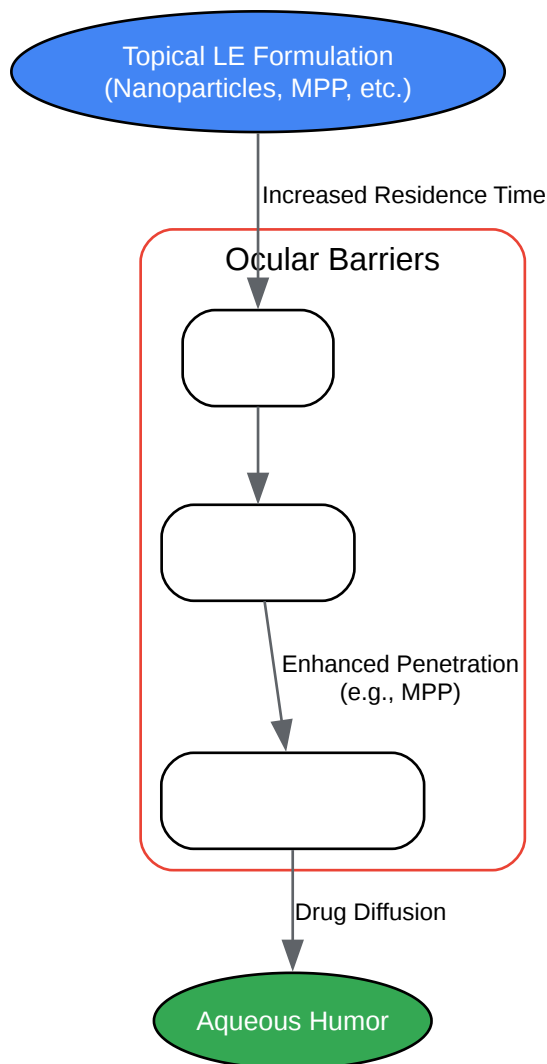 Topical LE Formulation
(Nanoparticles, MPP, etc.)
Increased Residence Time
Ocular Barriers
Enhanced Penetration
(e.g., MPP)
Drug Diffusion
Aqueous Humor